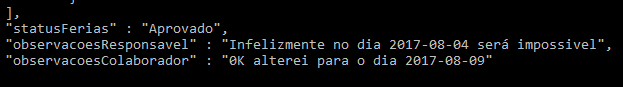 ],
"statusFerias" : "Aprovado",
"observacoesResponsavel" : "Infelizmente no dia 2017-08-04 será impossivel",
"observacoesColaborador" : "OK alterei para o dia 2017-08-09"